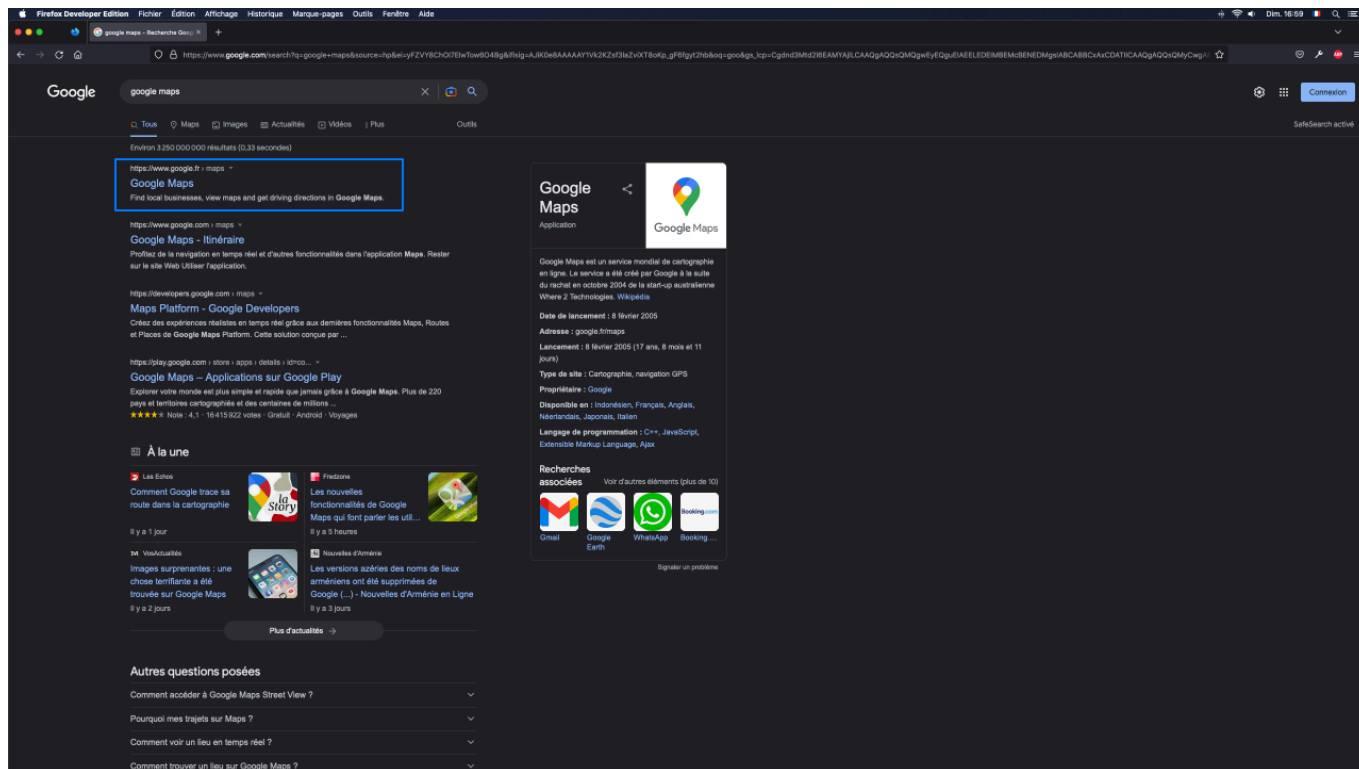 Firefox Developer Edition Fichier Édition Affichage Historique Marque-pages Outils Fenêtre Aide
Dim. 16:59
google maps - Recherche Goog
Google
google maps
Connexion
Tous Maps Images Actualités Vidéos Plus Outils
SafeSearch activé
Environ 3 250 000 000 résultats (0,33 secondes)
https://www.google.fr › maps
Google Maps
Find local businesses, view maps and get driving directions in Google Maps.
https://www.google.com › maps
Google Maps - Itinéraire
Profitez de la navigation en temps réel et d'autres fonctionnalités dans l'application Maps. Rester
sur le site Web Utiliser l'application.
https://developers.google.com › maps
Maps Platform - Google Developers
Créez des expériences réalistes en temps réel grâce aux dernières fonctionnalités Maps, Routes
et Places de Google Maps Platform. Cette solution conçue par ...
https://play.google.com › store › apps › details › id=co...
Google Maps – Applications sur Google Play
Explorer votre monde est plus simple et rapide que jamais grâce à Google Maps. Plus de 220
pays et territoires cartographiés et des centaines de millions ...
Note : 4,1 · 16 415 922 votes · Gratuit · Android · Voyages
À la une
Les Echos
Comment Google trace sa
route dans la cartographie
la
Story
Il y a 1 jour
Fredzone
Les nouvelles
fonctionnalités de Google
Maps qui font parler les util...
Il y a 5 heures
VosActualités
Images surprenantes : une
chose terrifiante a été
trouvée sur Google Maps
Il y a 2 jours
Nouvelles d'Arménie
Les versions azéries des noms de lieux
arméniens ont été supprimées de
Google (...) - Nouvelles d'Arménie en Ligne
Il y a 3 jours
Plus d'actualités
Autres questions posées
Comment accéder à Google Maps Street View ?
Pourquoi mes trajets sur Maps ?
Comment voir un lieu en temps réel ?
Comment trouver un lieu sur Google Maps ?
Google
Maps
Application
Google Maps
Google Maps est un service mondial de cartographie
en ligne. Le service a été créé par Google à la suite
du rachat en octobre 2004 de la start-up australienne
Where 2 Technologies. Wikipédia
Date de lancement : 8 février 2005
Adresse : google.fr/maps
Lancement : 8 février 2005 (17 ans, 8 mois et 11
jours)
Type de site : Cartographie, navigation GPS
Propriétaire : Google
Disponible en : Indonésien, Français, Anglais,
Néerlandais, Japonais, Italien
Langage de programmation : C++, JavaScript,
Extensible Markup Language, Ajax
Recherches
associées
Voir d'autres éléments (plus de 10)
Booking.com
Gmail
Google
Earth
WhatsApp
Booking....
Signaler un problème